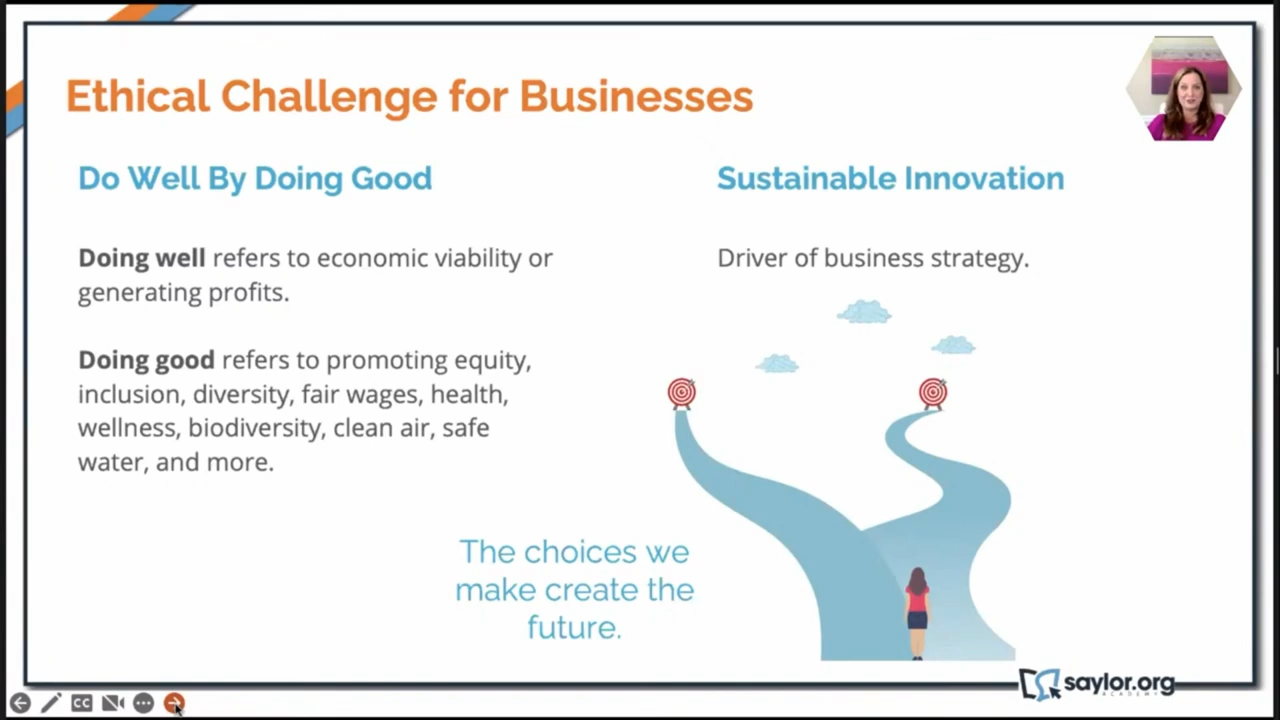 Ethical Challenge for Businesses
Do Well By Doing Good
Doing well refers to economic viability or
generating profits.
Doing good refers to promoting equity,
inclusion, diversity, fair wages, health,
wellness, biodiversity, clean air, safe
water, and more.
Sustainable Innovation
Driver of business strategy.
The choices we
make create the
future.
CC
saylor.org
ACADEMY